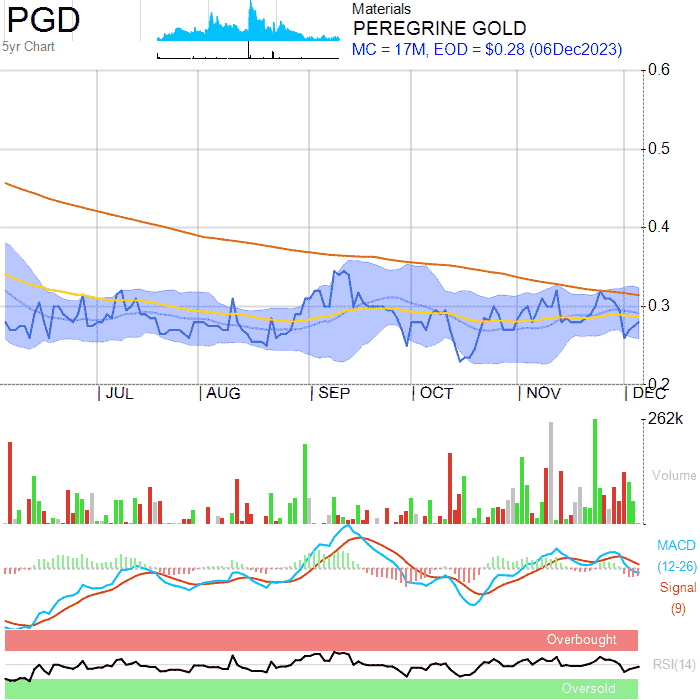 PGD
5yr Chart
Materials
PEREGRINE GOLD
MC = 17M, EOD = $0.28 (06Dec2023)
0.6
0.5
0.4
0.3
0.2
JUL AUG SEP OCT NOV DEC
262k
Volume
MACD
(12-26)
Signal
(9)
Overbought
RSI(14)
Oversold